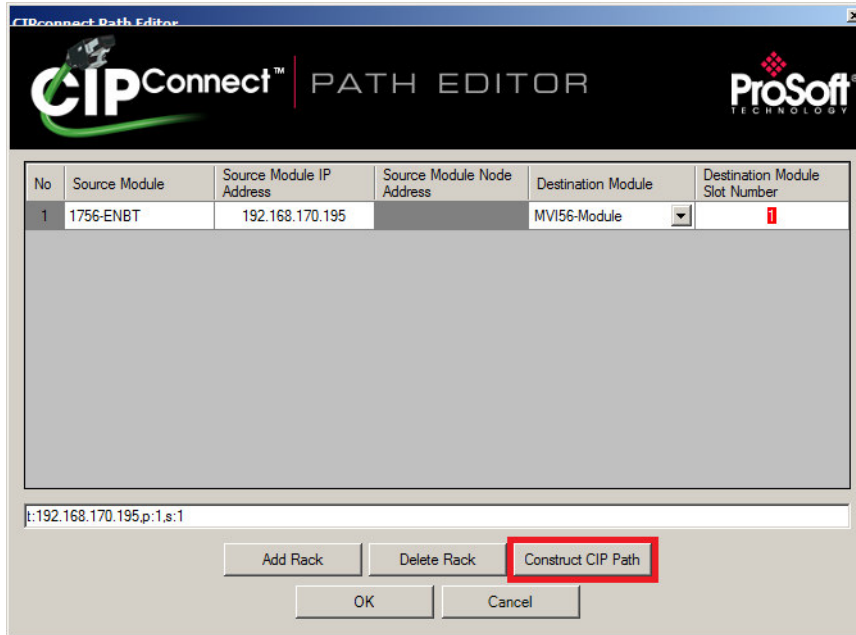 CIPconnect Path Editor
CIPConnect™ PATH EDITOR
ProSoft®
TECHNOLOGY
No Source Module Source Module IP Address Source Module Node Address Destination Module Destination Module Slot Number
1 1756-ENBT 192.168.170.195 MVI56-Module 1
t:192.168.170.195,p:1,s:1
Add Rack Delete Rack Construct CIP Path
OK Cancel